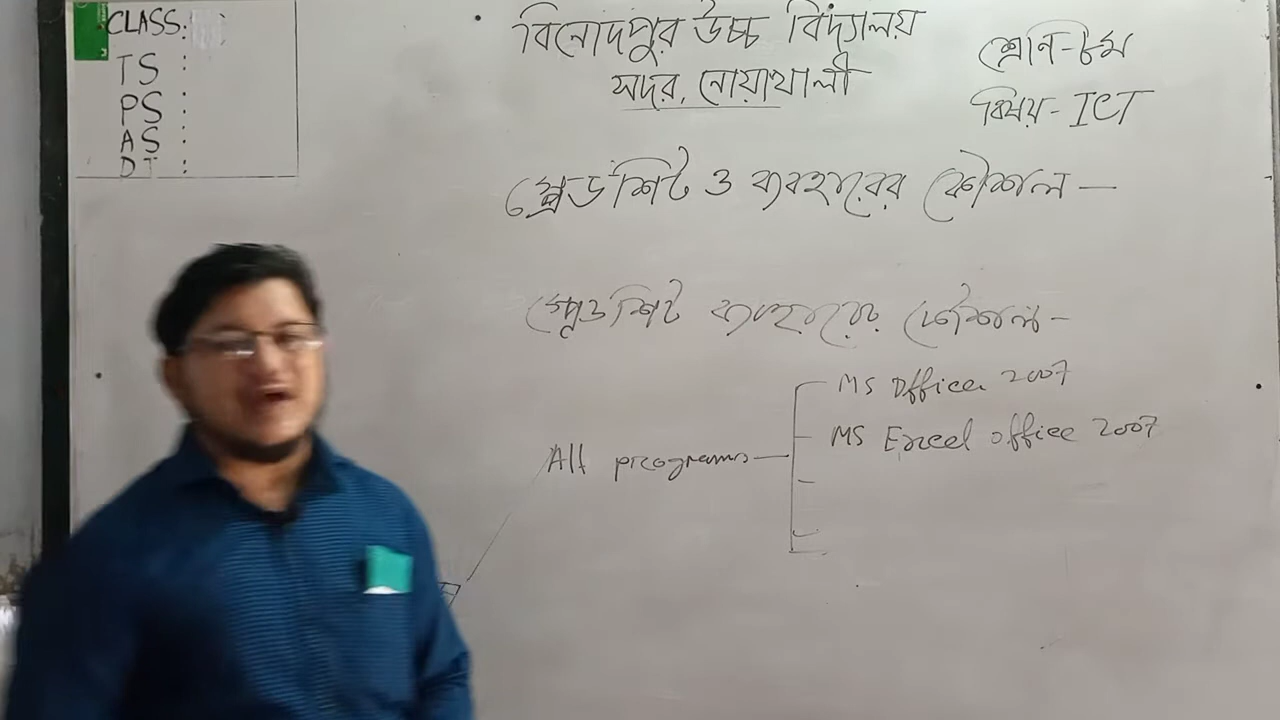 CLASS:
TS :
PS :
AS :
DT :
বিনোদপুর উচ্চ বিদ্যালয়
সদর, নোয়াখালী
শ্রেনি - ৮ম
বিষয় - ICT
স্প্রেডশিট ও ব্যবহারের কৌশল —
স্প্রেডশিট ব্যবহারের কৌশল -
All programs
MS Office 2007
MS Excel office 2007